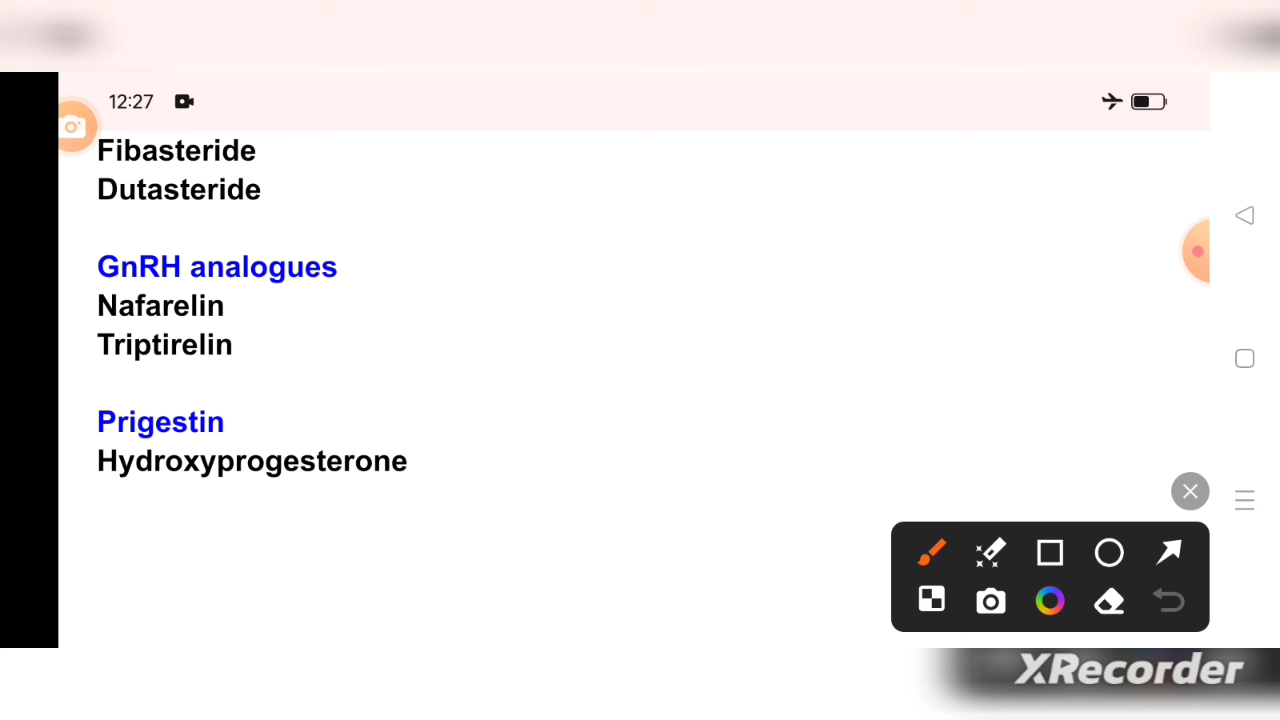 12:27
Fibasteride
Dutasteride
GnRH analogues
Nafarelin
Triptirelin
Prigestin
Hydroxyprogesterone
XRecorder